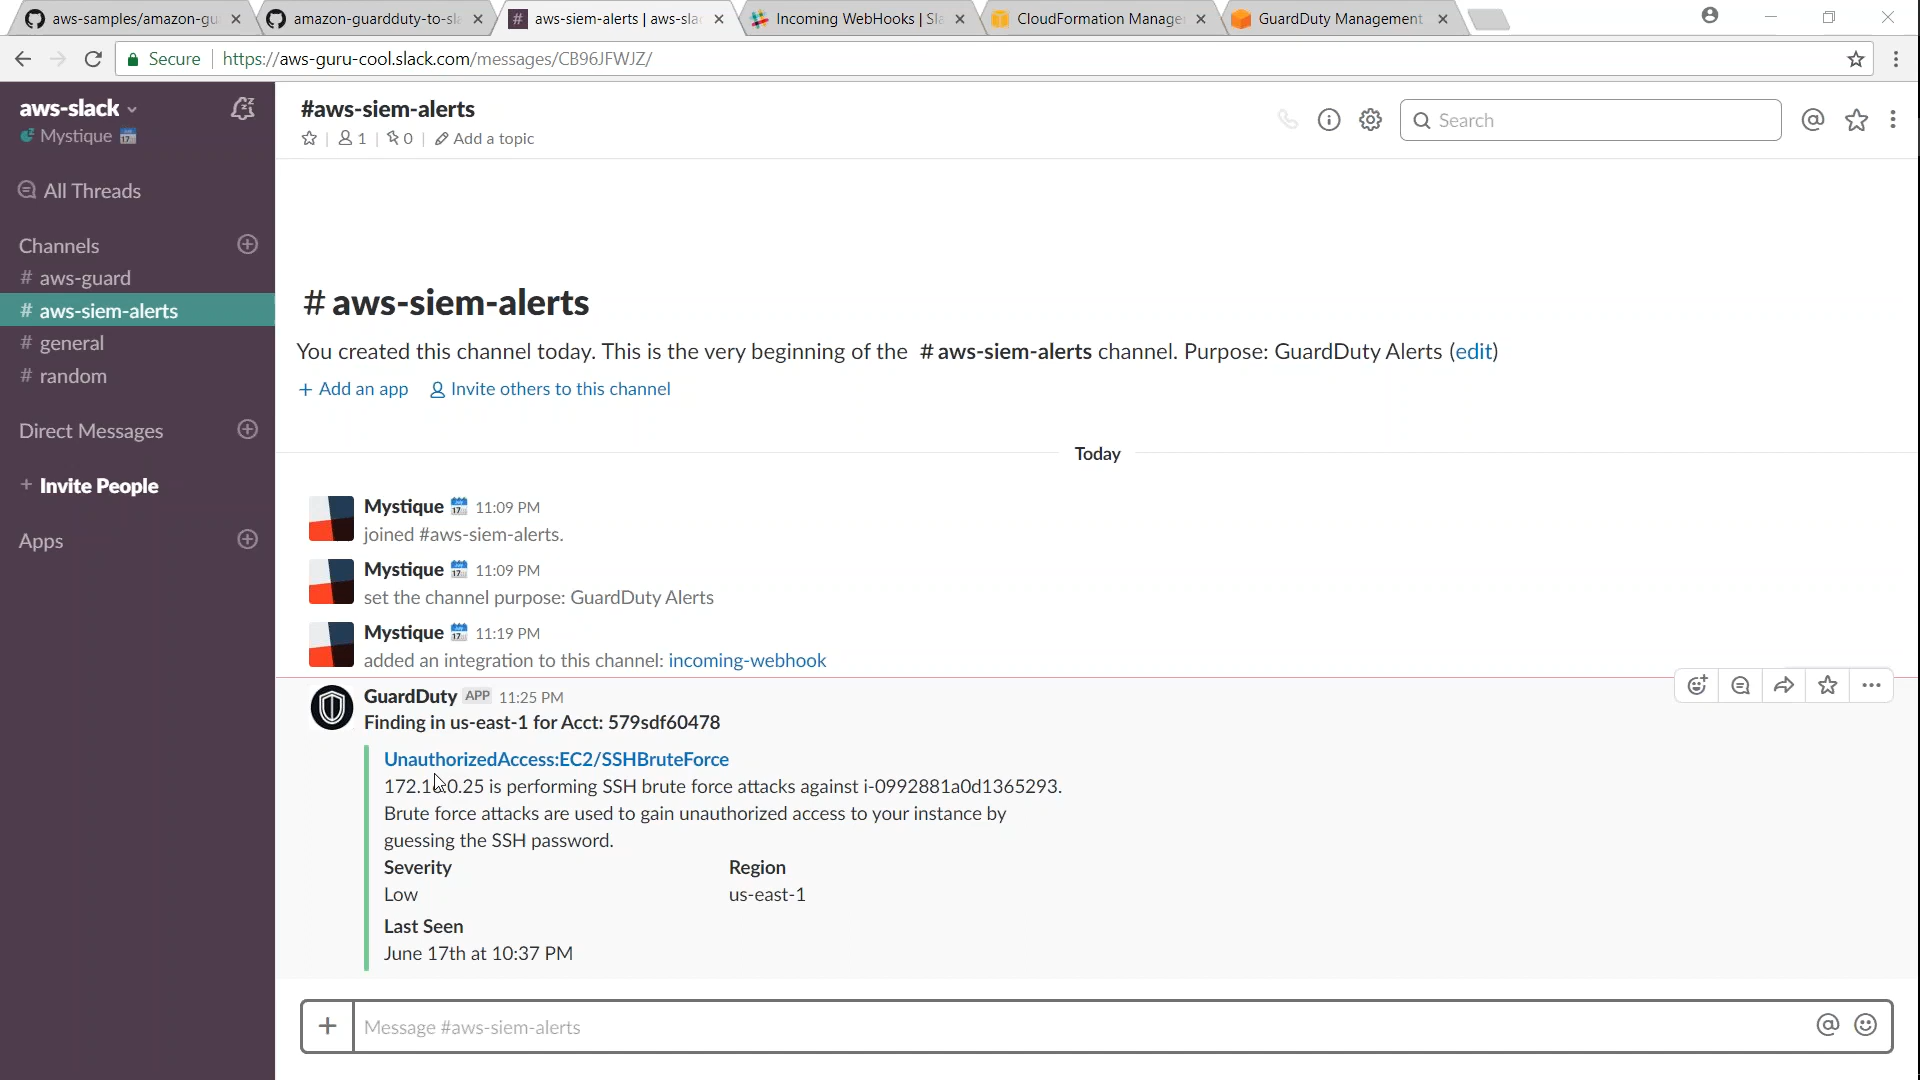 aws-samples/amazon-gu
amazon-guardduty-to-sl
aws-siem-alerts | aws-sla
Incoming WebHooks | Sl
CloudFormation Manage
GuardDuty Management
Secure
https://aws-guru-cool.slack.com/messages/CB96JFWJZ/
aws-slack
Mystique
All Threads
Channels
# aws-guard
# aws-siem-alerts
# general
# random
Direct Messages
+ Invite People
Apps
#aws-siem-alerts
1
0
Add a topic
Search
# aws-siem-alerts
You created this channel today. This is the very beginning of the # aws-siem-alerts channel. Purpose: GuardDuty Alerts (edit)
+ Add an app
Invite others to this channel
Today
Mystique 11:09 PM
joined #aws-siem-alerts.
Mystique 11:09 PM
set the channel purpose: GuardDuty Alerts
Mystique 11:19 PM
added an integration to this channel: incoming-webhook
GuardDuty APP 11:25 PM
Finding in us-east-1 for Acct: 579sdf60478
UnauthorizedAccess:EC2/SSHBruteForce
is performing SSH brute force attacks against i-0992881a0d1365293.
Brute force attacks are used to gain unauthorized access to your instance by
guessing the SSH password.
Severity
Region
Low
us-east-1
Last Seen
June 17th at 10:37 PM
Message #aws-siem-alerts